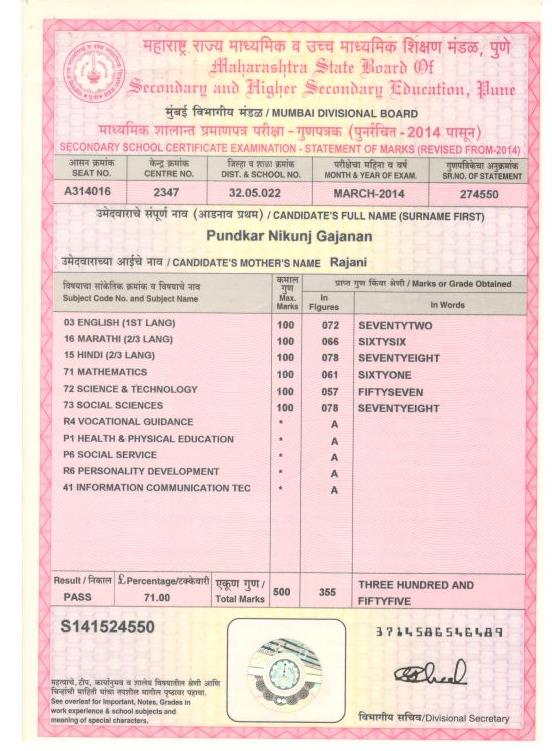 महाराष्ट्र राज्य माध्यमिक व उच्च माध्यमिक शिक्षण मंडळ, पुणे
Maharashtra State Board Of
Secondary and Higher Secondary Education, Pune
मुंबई विभागीय मंडळ / MUMBAI DIVISIONAL BOARD
माध्यमिक शालान्त प्रमाणपत्र परीक्षा - गुणपत्रक (पुनर्रचित - 2014 पासून)
SECONDARY SCHOOL CERTIFICATE EXAMINATION - STATEMENT OF MARKS (REVISED FROM-2014)
आसन क्रमांक केन्द्र क्रमांक जिल्हा व शाळा क्रमांक परीक्षेचा महिना व वर्ष गुणपत्रिकेचा अनुक्रमांक
SEAT NO. CENTRE NO. DIST. & SCHOOL NO. MONTH & YEAR OF EXAM. SR.NO. OF STATEMENT
A314016 2347 32.05.022 MARCH-2014 274550
उमेदवाराचे संपूर्ण नाव (आडनाव प्रथम) / CANDIDATE'S FULL NAME (SURNAME FIRST)
Pundkar Nikunj Gajanan
उमेदवाराच्या आईचे नाव / CANDIDATE'S MOTHER'S NAME Rajani
विषयाचा सांकेतिक क्रमांक व विषयाचे नाव
Subject Code No. and Subject Name
कमाल
गुण
Max.
Marks
प्राप्त गुण किंवा श्रेणी / Marks or Grade Obtained
In
Figures
In Words
03 ENGLISH (1ST LANG) 100 072 SEVENTYTWO
16 MARATHI (2/3 LANG) 100 066 SIXTYSIX
15 HINDI (2/3 LANG) 100 078 SEVENTYEIGHT
71 MATHEMATICS 100 061 SIXTYONE
72 SCIENCE & TECHNOLOGY 100 057 FIFTYSEVEN
73 SOCIAL SCIENCES 100 078 SEVENTYEIGHT
R4 VOCATIONAL GUIDANCE * A
P1 HEALTH & PHYSICAL EDUCATION * A
P6 SOCIAL SERVICE * A
R6 PERSONALITY DEVELOPMENT * A
41 INFORMATION COMMUNICATION TEC * A
Result / निकाल £ Percentage/टक्केवारी एकूण गुण /
PASS 71.00 Total Marks 500 355 THREE HUNDRED AND
FIFTYFIVE
S141524550
3714586546489
महत्वाचे, टीप, कार्यानुभव व शालेय विषयातील श्रेणी आणि
चिन्हांची माहिती यांचा तपशील मागील पृष्ठावर पहावा.
See overleaf for Important, Notes, Grades in
work experience & school subjects and
meaning of special characters.
विभागीय सचिव/Divisional Secretary